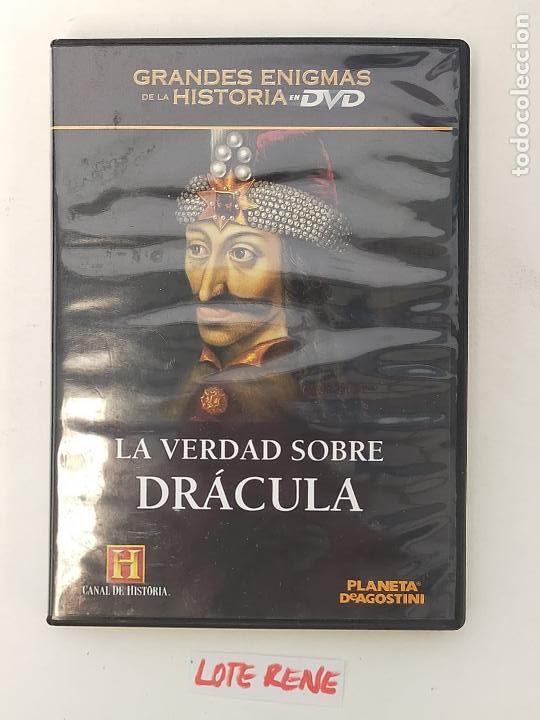 GRANDES ENIGMAS
DE LA HISTORIA EN DVD
LA VERDAD SOBRE
DRÁCULA
H
CANAL DE HISTORIA.
PLANETA
DeAGOSTINI
LOTE RENE
todocoleccion